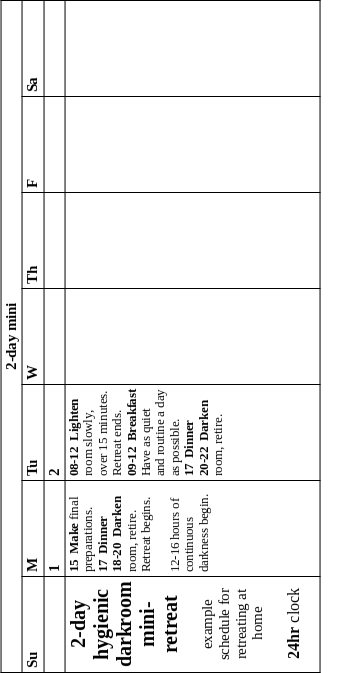 2-day mini
Su
M
Tu
W
Th
F
Sa
1
2
2-day
hygienic
darkroom
mini-
retreat
example
schedule for
retreating at
home
24hr clock
15 Make final
preparations.
17 Dinner
18-20 Darken
room, retire.
Retreat begins.
12-16 hours of
continuous
darkness begin.
08-12 Lighten
room slowly,
over 15 minutes.
Retreat ends.
09-12 Breakfast
Have as quiet
and routine a day
as possible.
17 Dinner
20-22 Darken
room, retire.